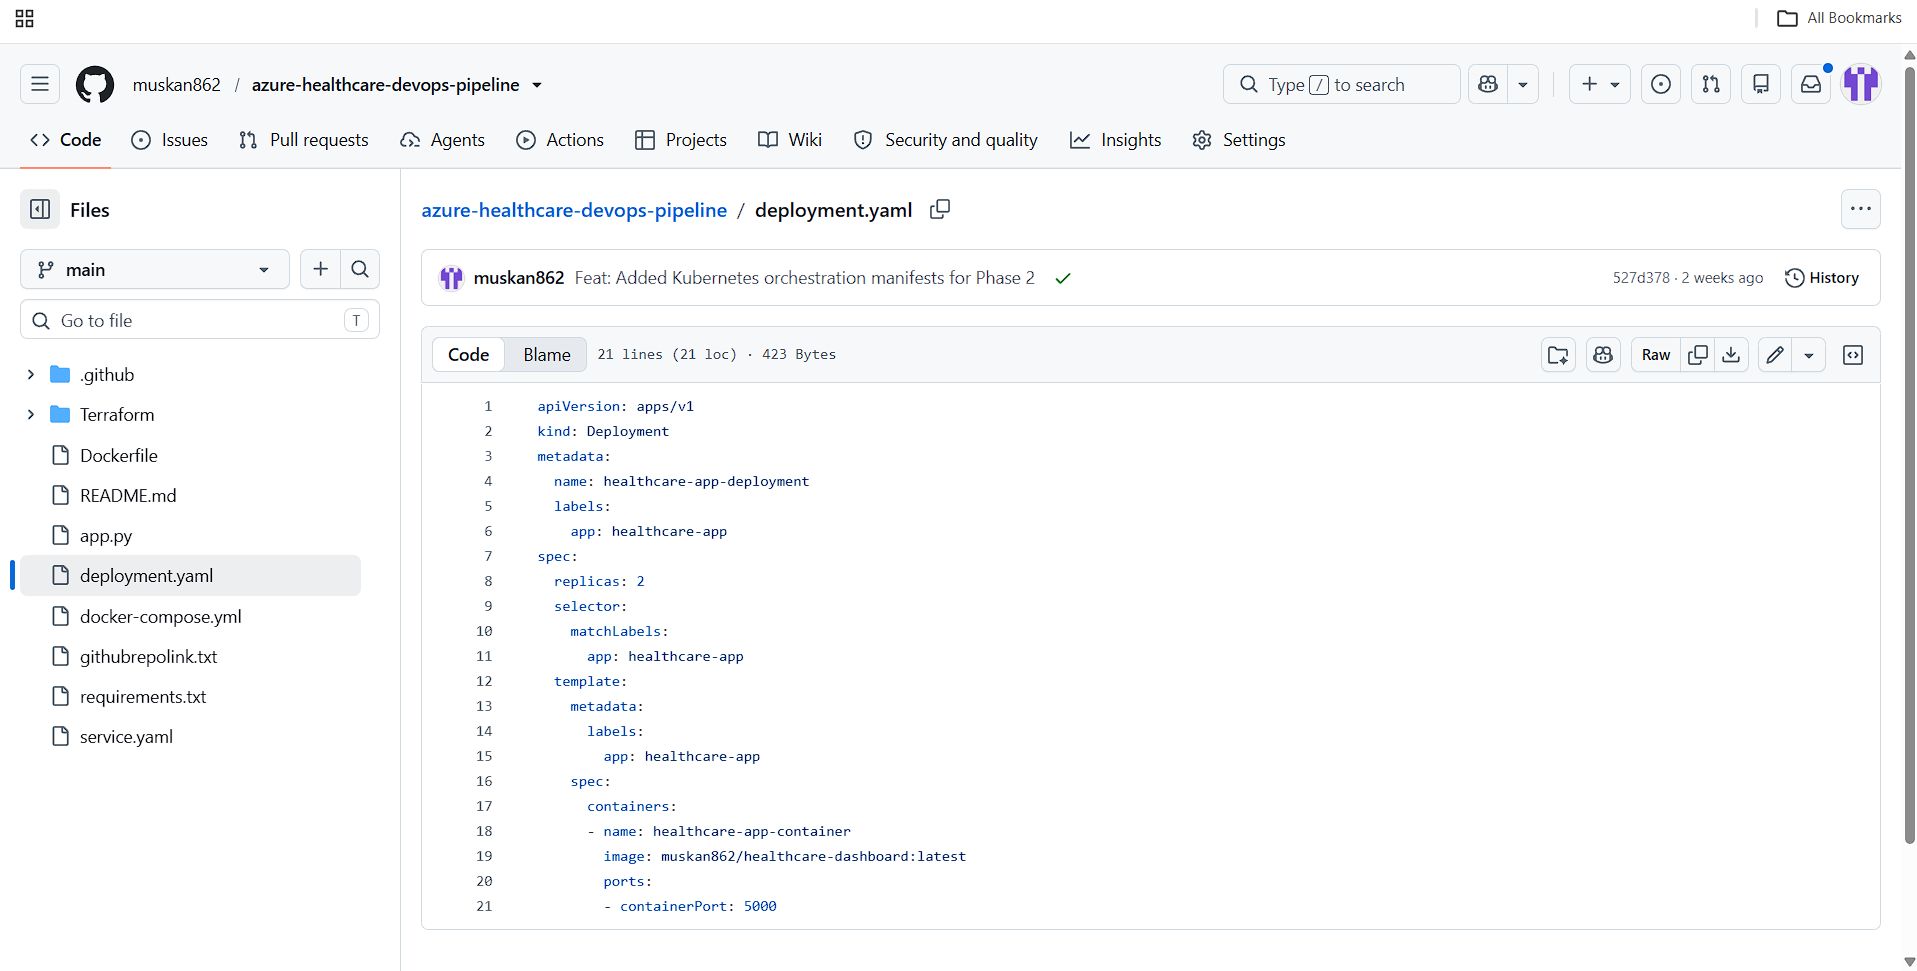 All Bookmarks
muskan862 / azure-healthcare-devops-pipeline
Type / to search
Code Issues Pull requests Agents Actions Projects Wiki Security and quality Insights Settings
Files
main
Go to file T
.github
Terraform
Dockerfile
README.md
app.py
deployment.yaml
docker-compose.yml
githubrepolink.txt
requirements.txt
service.yaml
azure-healthcare-devops-pipeline / deployment.yaml
muskan862 Feat: Added Kubernetes orchestration manifests for Phase 2 527d378 · 2 weeks ago History
Code Blame 21 lines (21 loc) · 423 Bytes Raw
1 apiVersion: apps/v1
2 kind: Deployment
3 metadata:
4   name: healthcare-app-deployment
5   labels:
6     app: healthcare-app
7 spec:
8   replicas: 2
9   selector:
10     matchLabels:
11       app: healthcare-app
12   template:
13     metadata:
14       labels:
15         app: healthcare-app
16     spec:
17       containers:
18       - name: healthcare-app-container
19         image: muskan862/healthcare-dashboard:latest
20         ports:
21         - containerPort: 5000